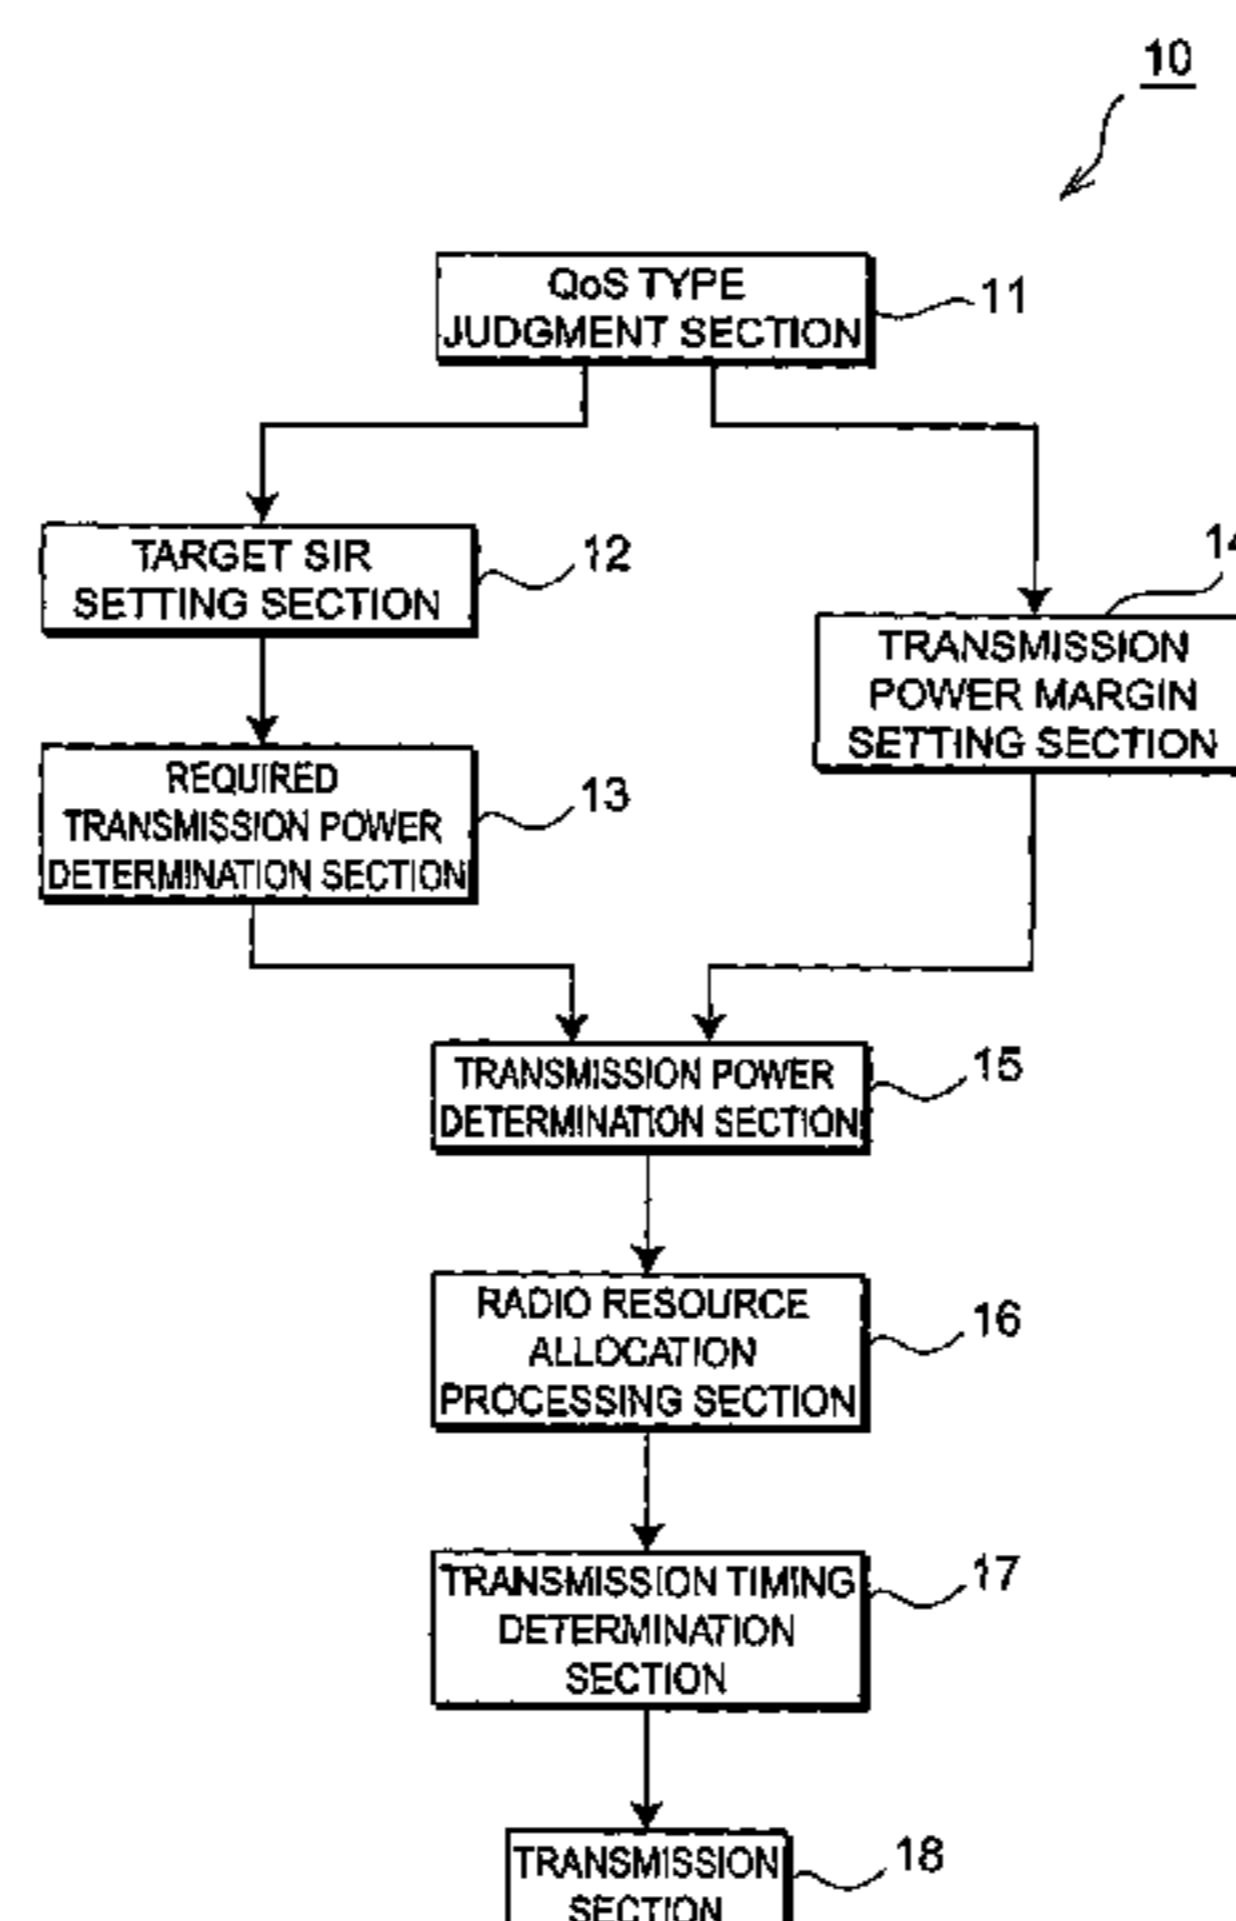 10
QoS TYPE
JUDGMENT SECTION
11
TARGET SIR
SETTING SECTION
12
14
TRANSMISSION
POWER MARGIN
SETTING SECTION
REQUIRED
TRANSMISSION POWER
DETERMINATION SECTION
13
TRANSMISSION POWER
DETERMINATION SECTION
15
RADIO RESOURCE
ALLOCATION
PROCESSING SECTION
16
TRANSMISSION TIMING
DETERMINATION
SECTION
17
TRANSMISSION
SECTION
18